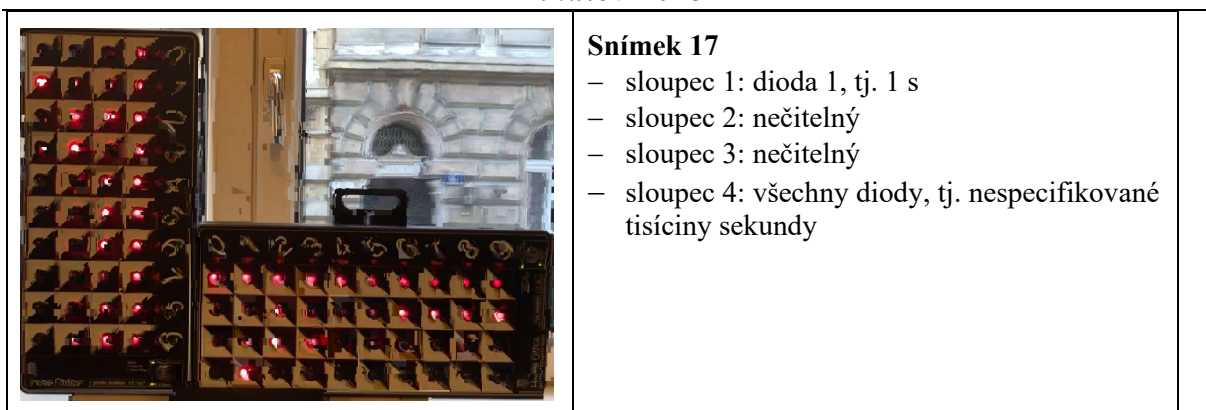 Snímek 17
– sloupec 1: dioda 1, tj. 1 s
– sloupec 2: nečitelný
– sloupec 3: nečitelný
– sloupec 4: všechny diody, tj. nespecifikované
tisíciny sekundy